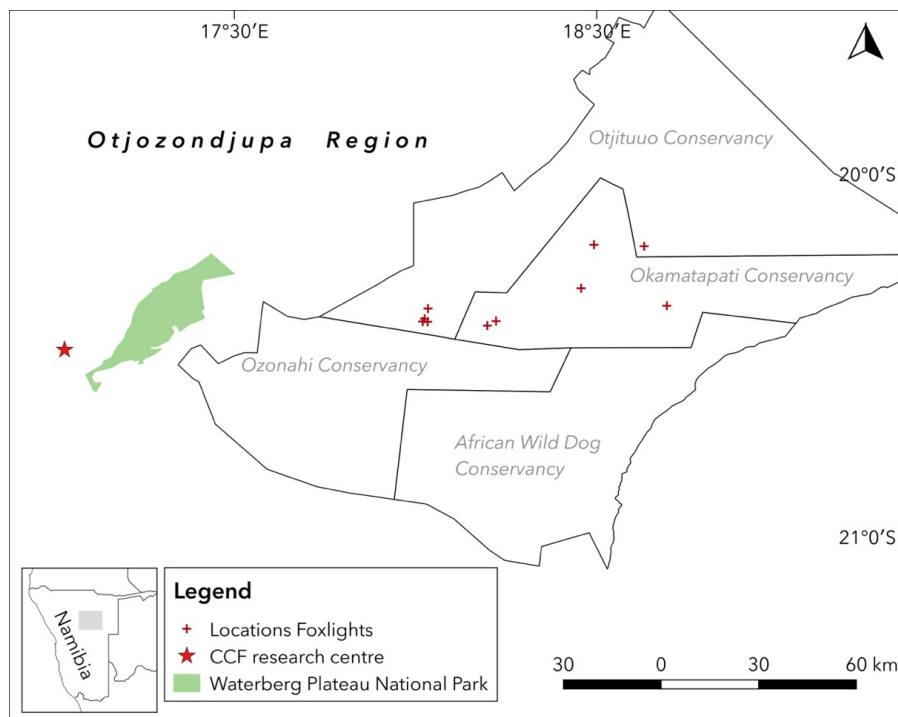 17°30'E
18°30'E
Otjozondjupa Region
Otjituuo Conservancy
20°0'S
Okamatapati Conservancy
Ozonahi Conservancy
African Wild Dog
Conservancy
21°0'S
Namibia
Legend
Locations Foxlights
CCF research centre
Waterberg Plateau National Park
30 0 30 60 km